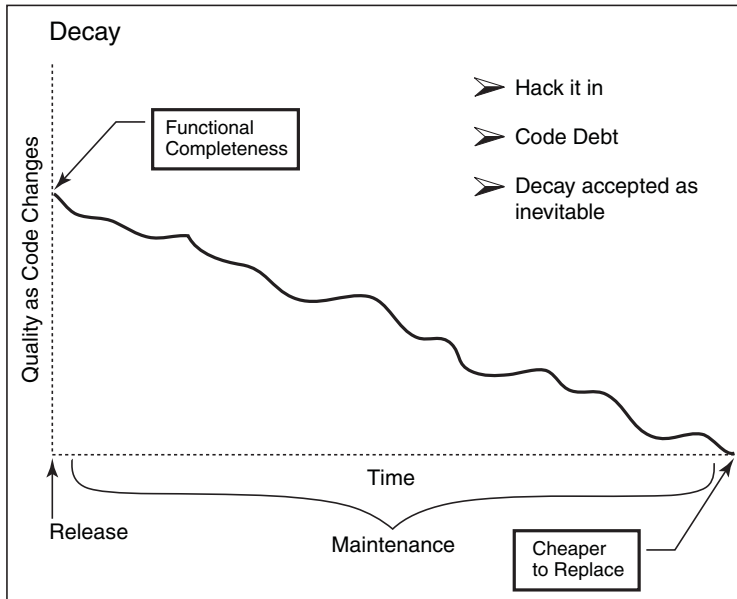 Decay
Hack it in
Functional
Completeness
Code Debt
Decay accepted as
inevitable
Quality as Code Changes
Time
Release
Maintenance
Cheaper
to Replace